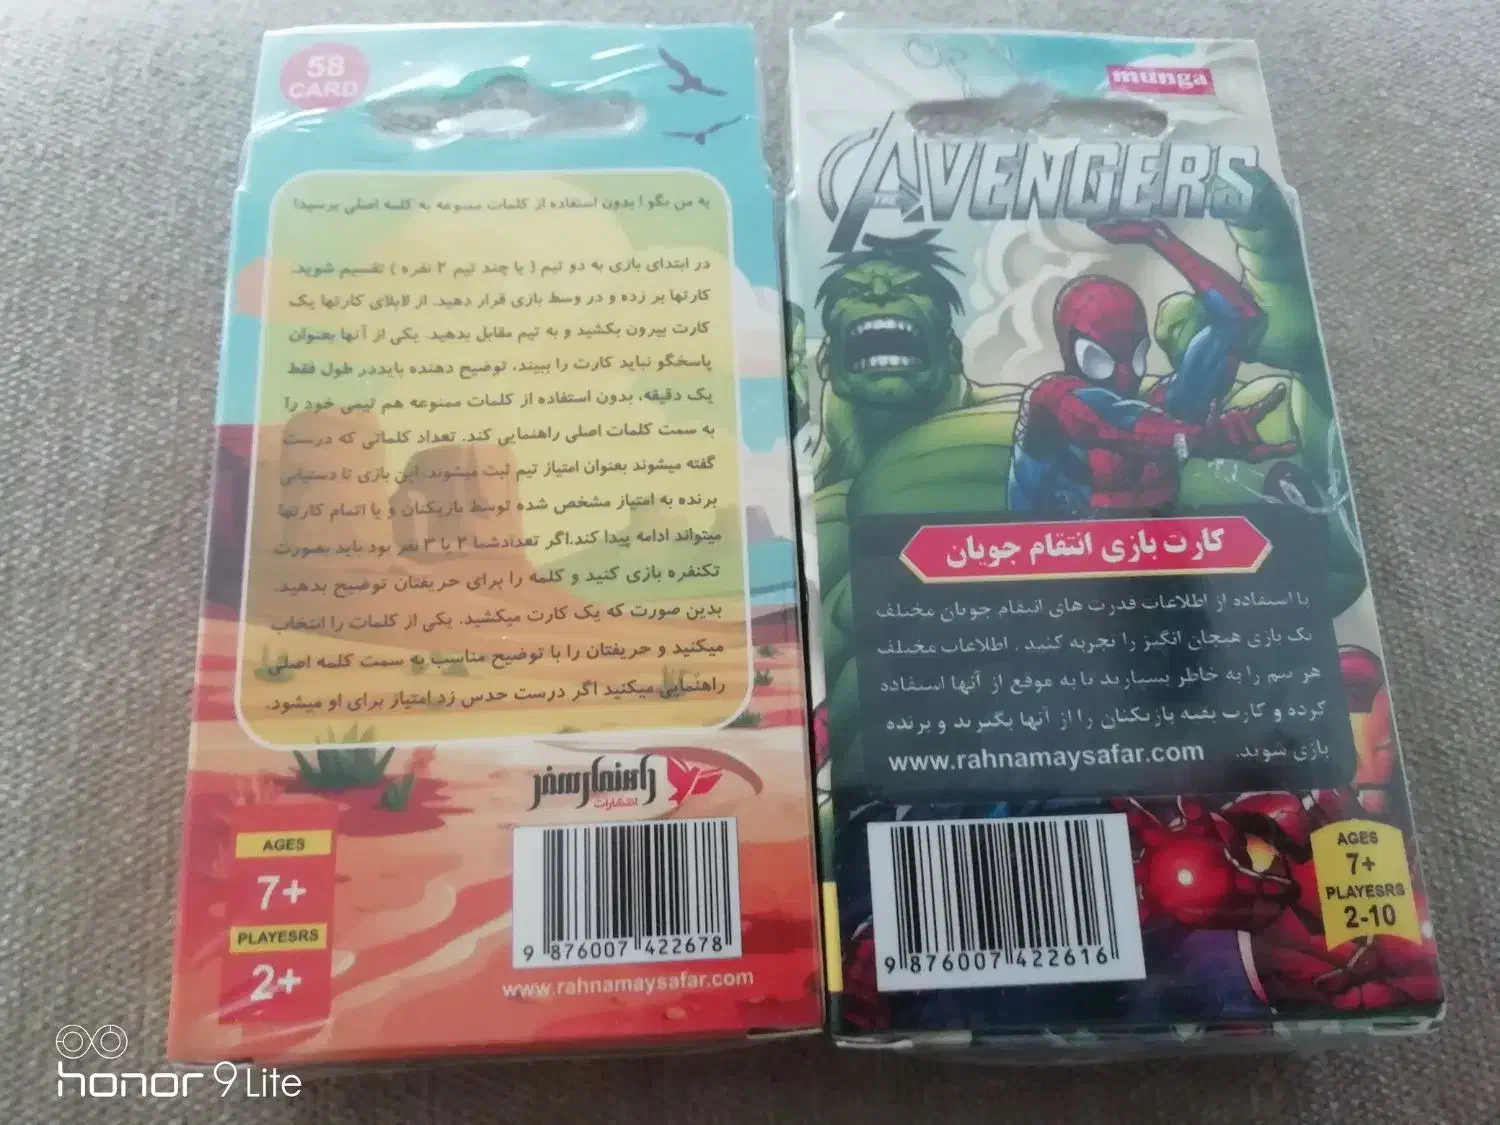 58
CARD
به من بگو ! بدون استفاده از کلمات ممنوعه به کلمه اصلی برسید!
در ابتدای بازی به دو تیم ( یا چند تیم ۲ نفره ) تقسیم شوید.
کارتها بر زده و در وسط بازی قرار دهید. از لابلای کارتها یک
کارت بیرون بکشید و به تیم مقابل بدهید. یکی از آنها بعنوان
پاسخگو نباید کارت را ببیند. توضیح دهنده بایددر طول فقط
یک دقیقه، بدون استفاده از کلمات ممنوعه هم تیمی خود را
به سمت کلمات اصلی راهنمایی کند. تعداد کلماتی که درست
گفته میشوند بعنوان امتیاز تیم ثبت میشوند. این بازی تا دستیابی
برنده به امتیاز مشخص شده توسط بازیکنان و یا اتمام کارتها
میتواند ادامه پیدا کند.اگر تعدادشما ۲ یا ۳ نفر بود باید بصورت
تکنفره بازی کنید و کلمه را برای حریفتان توضیح بدهید.
بدین صورت که یک کارت میکشید. یکی از کلمات را انتخاب
میکنید و حریفتان را با توضیح مناسب به سمت کلمه اصلی
راهنمایی میکنید اگر درست حدس زد امتیاز برای او میشود.
راهنمای سفر
انتشارات
AGES
7+
PLAYESRS
2+
9 876007 422678
www.rahnamaysafar.com
munga
AVENGERS
کارت بازی انتقام جویان
با استفاده از اطلاعات قدرت های انتقام جویان مختلف
یک بازی هیجان انگیز را تجربه کنید . اطلاعات مختلف
هر سم را به خاطر بسپارید تا به موقع از آنها استفاده
کرده و کارت بقیه بازیکنان را از آنها بگیرید و برنده
بازی شوید.
www.rahnamaysafar.com
9 876007 422616
AGES
7+
PLAYESRS
2-10
honor 9 Lite